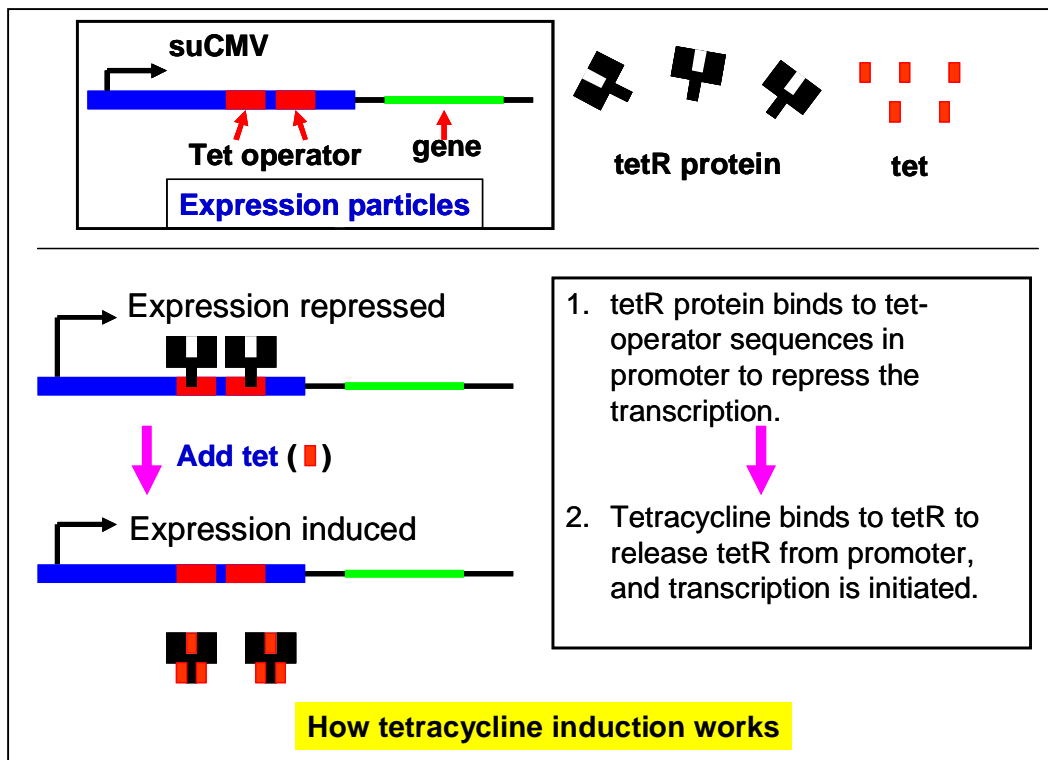 suCMV
Tet operator
gene
Expression particles
tetR protein
tet
Expression repressed
Add tet ( )
Expression induced
1. tetR protein binds to tet-
operator sequences in
promoter to repress the
transcription.
2. Tetracycline binds to tetR to
release tetR from promoter,
and transcription is initiated.
How tetracycline induction works